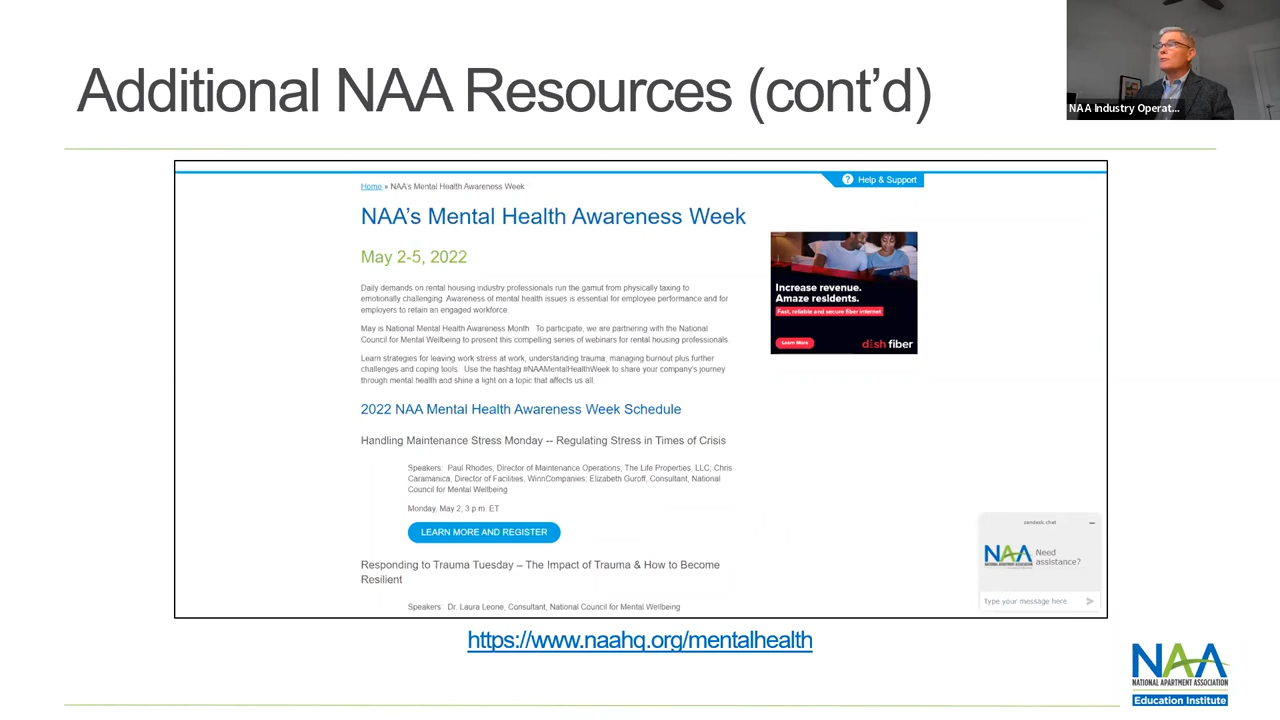 Additional NAA Resources (cont’d)
NAA Industry Operat...
Home » NAA's Mental Health Awareness Week
? Help & Support
NAA's Mental Health Awareness Week
May 2-5, 2022
Daily demands on rental housing industry professionals run the gamut from physically taxing to
emotionally challenging. Awareness of mental health issues is essential for employee performance and for
employers to retain an engaged workforce.
May is National Mental Health Awareness Month. To participate, we are partnering with the National
Council for Mental Wellbeing to present this compelling series of webinars for rental housing professionals.
Learn strategies for leaving work stress at work, understanding trauma, managing burnout plus further
challenges and coping tools. Use the hashtag #NAAMentalHealthWeek to share your company's journey
through mental health and shine a light on a topic that affects us all.
Increase revenue.
Amaze residents.
Fast, reliable and secure fiber internet
Learn More
dish fiber
2022 NAA Mental Health Awareness Week Schedule
Handling Maintenance Stress Monday -- Regulating Stress in Times of Crisis
Speakers: Paul Rhodes, Director of Maintenance Operations, The Life Properties, LLC; Chris
Caramanica, Director of Facilities, WinnCompanies; Elizabeth Guroff, Consultant, National
Council for Mental Wellbeing
Monday, May 2, 3 p.m. ET
LEARN MORE AND REGISTER
Responding to Trauma Tuesday – The Impact of Trauma & How to Become
Resilient
Speakers: Dr. Laura Leone, Consultant, National Council for Mental Wellbeing
zendesk chat
NAA
NATIONAL APARTMENT ASSOCIATION
Need
assistance?
Type your message here
https://www.naahq.org/mentalhealth
NAA
NATIONAL APARTMENT ASSOCIATION
Education Institute